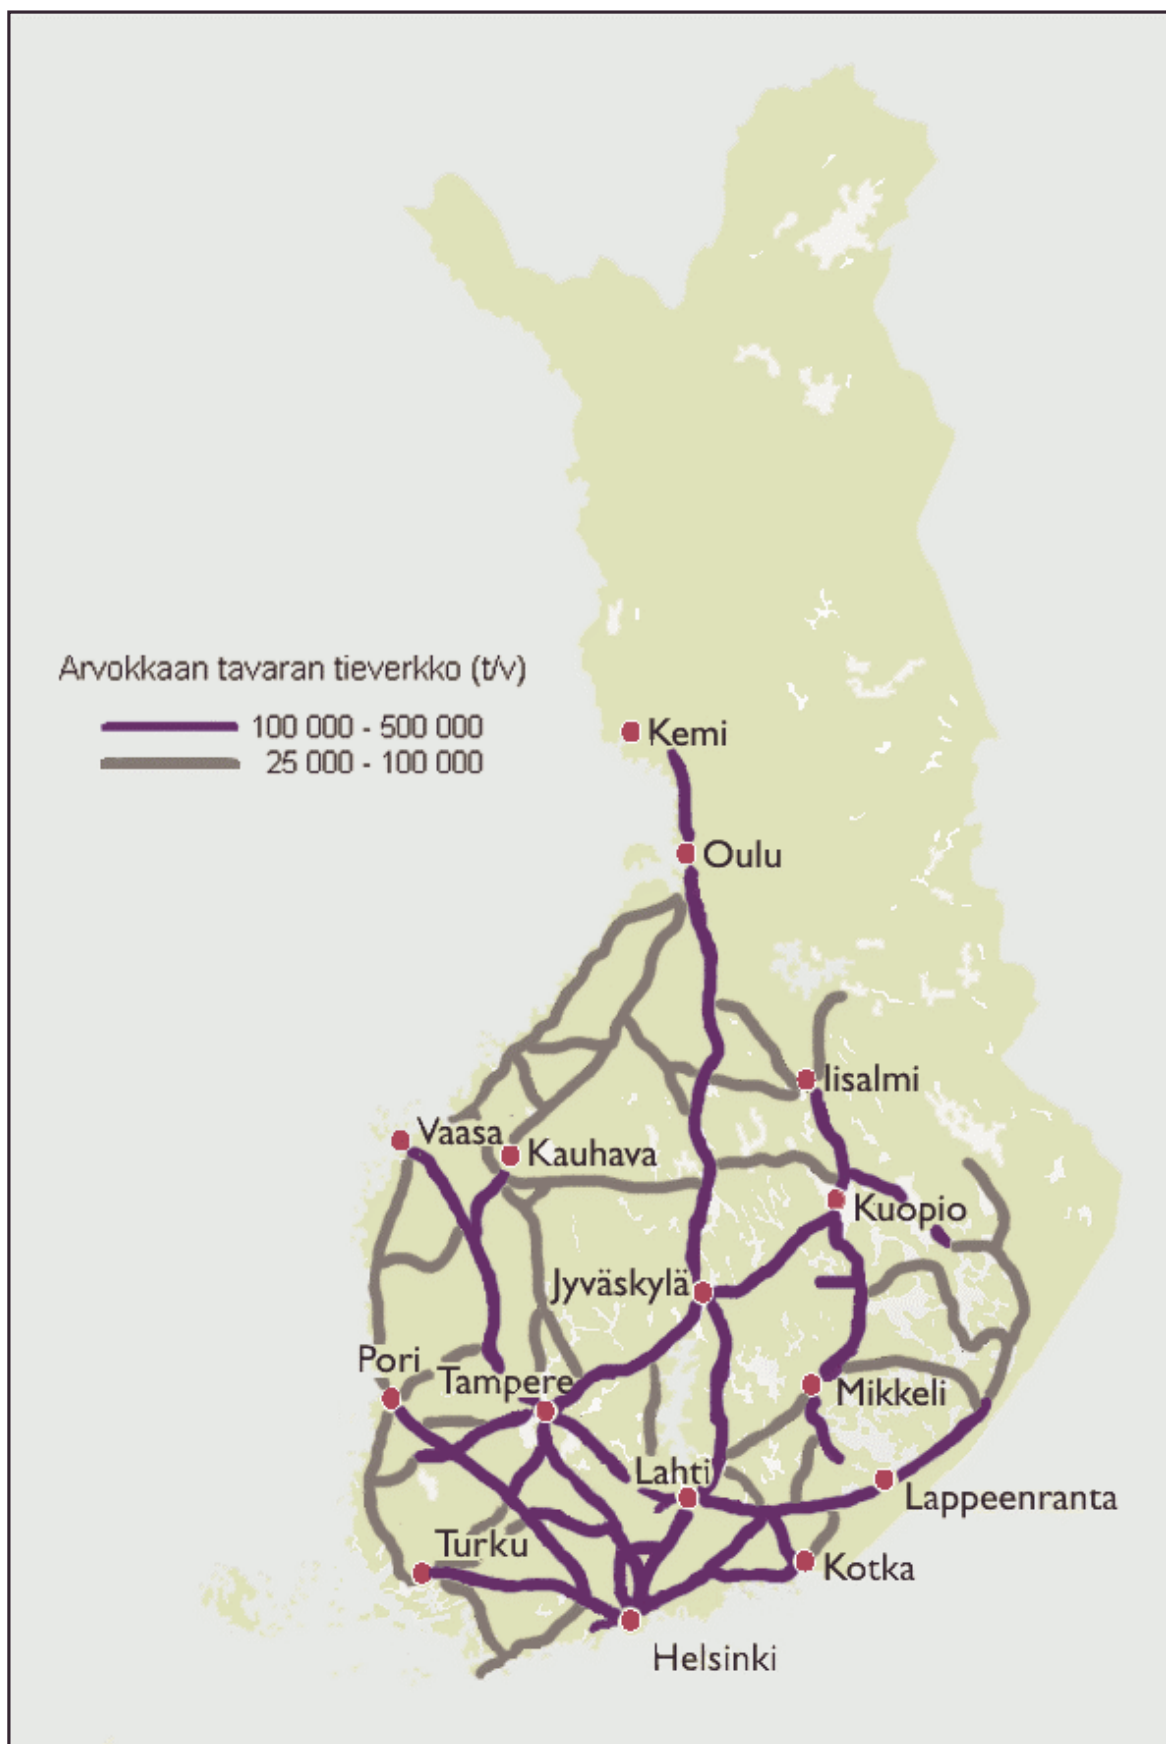 Arvokkaan tavaran tieverkko (t/v)
100 000 - 500 000
25 000 - 100 000
Kemi
Oulu
Iisalmi
Vaasa
Kauhava
Kuopio
Jyväskylä
Pori
Tampere
Mikkeli
Lahti
Lappeenranta
Turku
Kotka
Helsinki